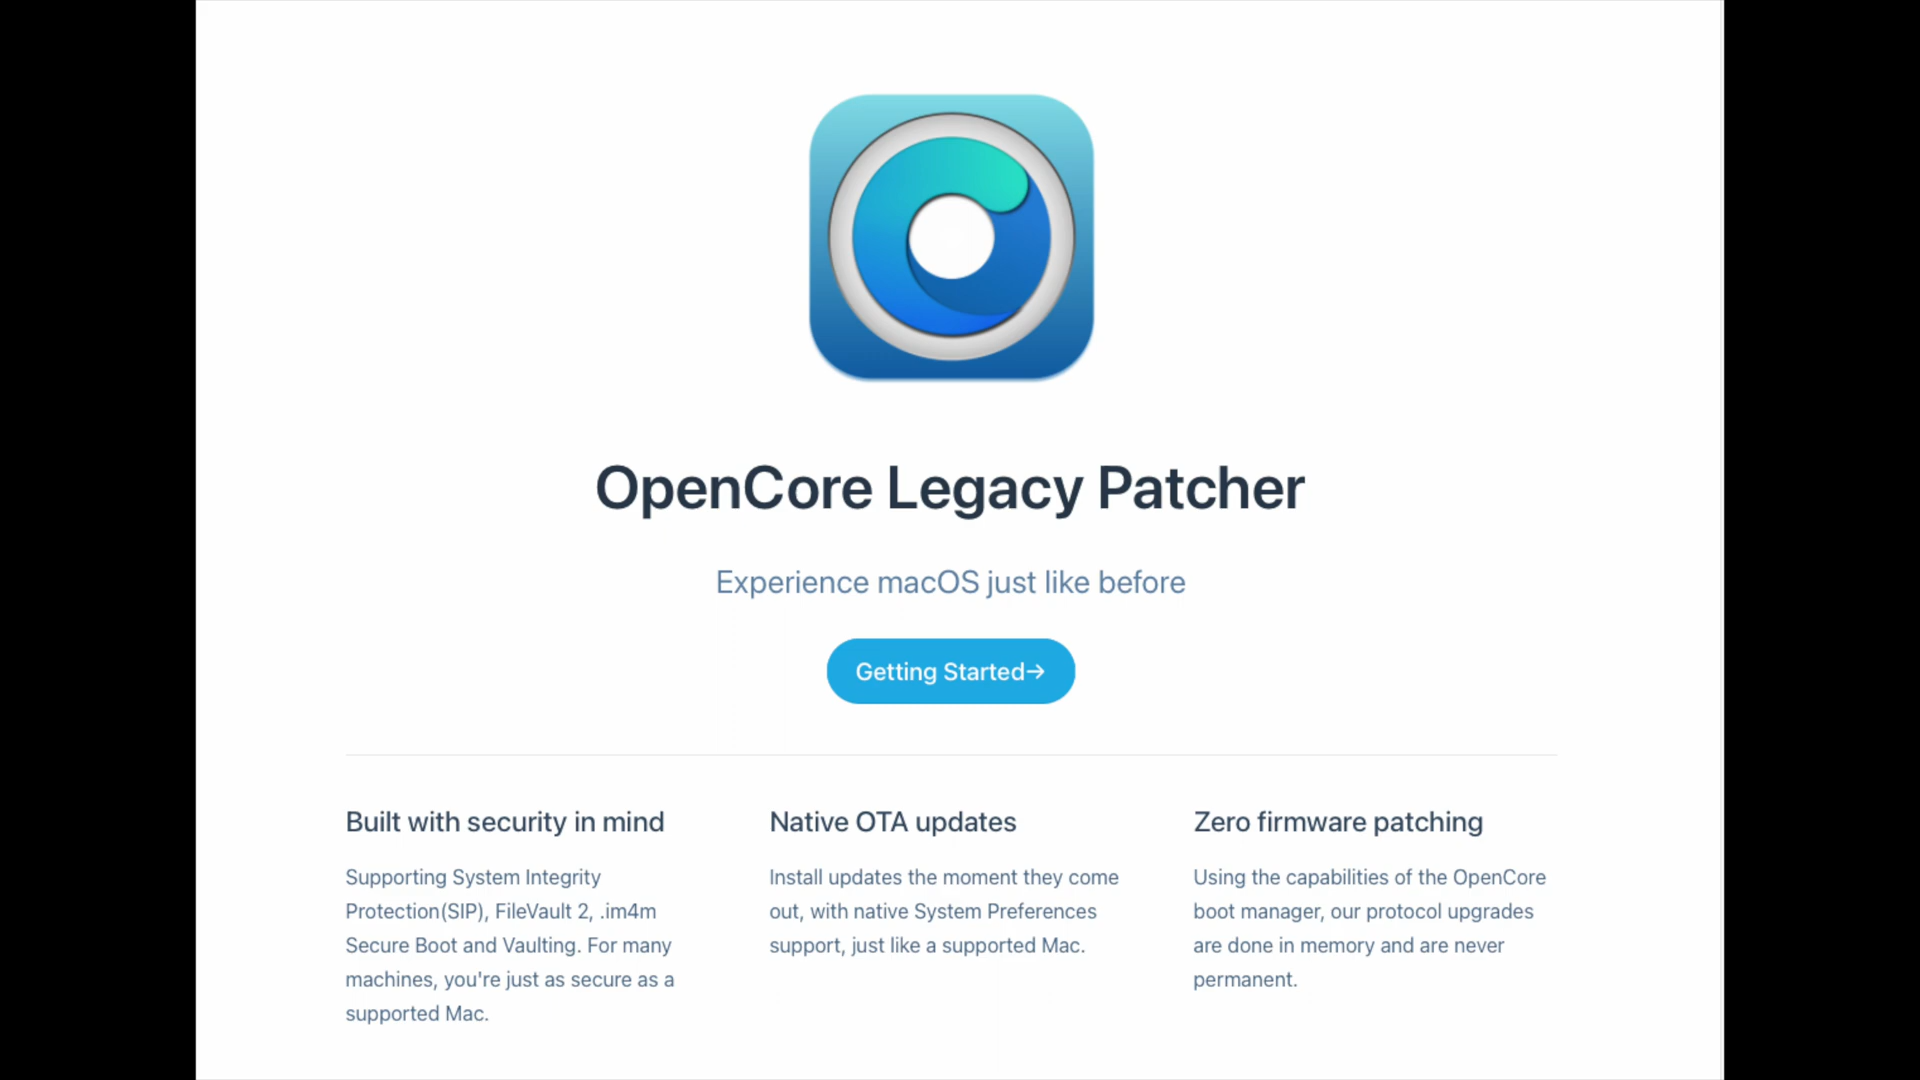 OpenCore Legacy Patcher
Experience macOS just like before
Getting Started→
Built with security in mind
Supporting System Integrity
Protection(SIP), FileVault 2, .im4m
Secure Boot and Vaulting. For many
machines, you're just as secure as a
supported Mac.
Native OTA updates
Install updates the moment they come
out, with native System Preferences
support, just like a supported Mac.
Zero firmware patching
Using the capabilities of the OpenCore
boot manager, our protocol upgrades
are done in memory and are never
permanent.